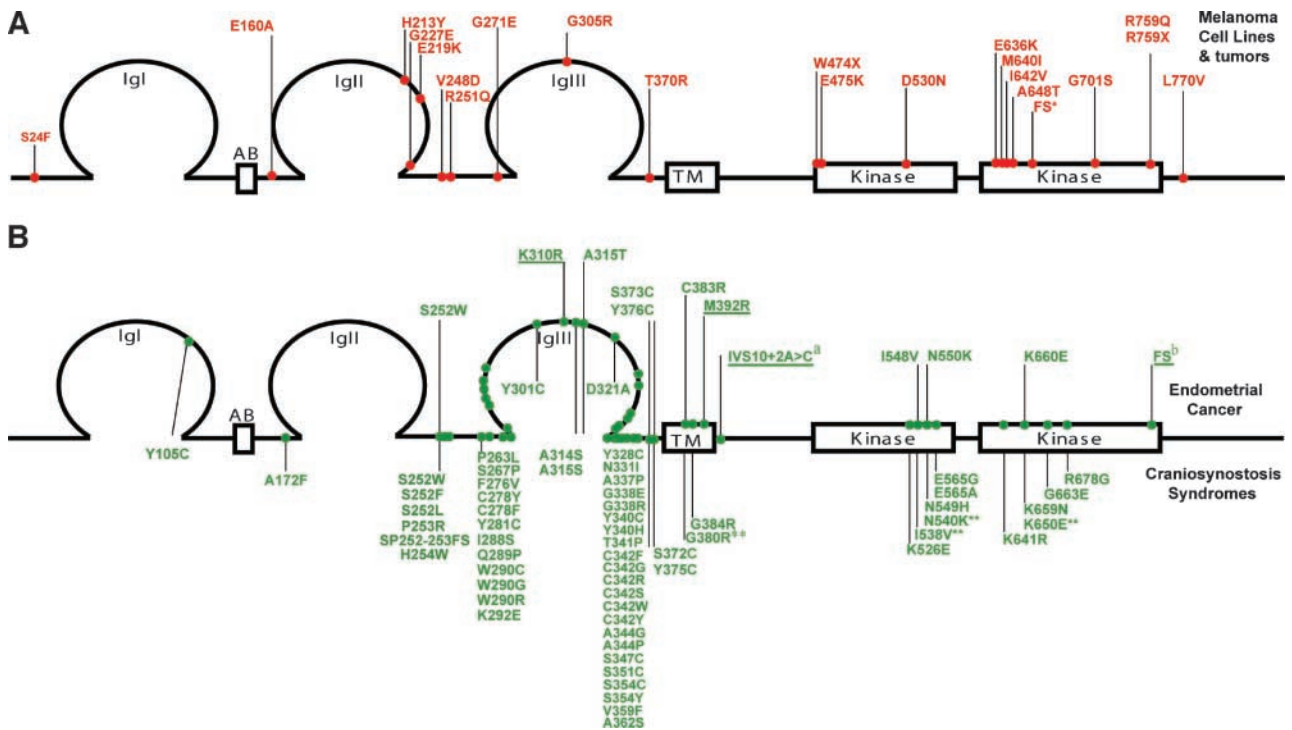 A
E160A
H213Y
G227E
E219K
G271E
G305R
V248D
R251Q
T370R
S24F
IgI
IgII
IgIII
AB
TM
W474X
E475K
D530N
Kinase
E636K
M640I
I642V
A648T
FS*
G701S
R759Q
R759X
L770V
Kinase
Melanoma
Cell Lines
& tumors
B
S252W
K310R
A315T
S373C
Y376C
C383R
M392R
IVS10+2A>Cᵃ
I548V
N550K
K660E
FSᵇ
Endometrial
Cancer
IgI
IgII
IgIII
Y301C
D321A
AB
TM
Kinase
Kinase
Craniosynostosis
Syndromes
Y105C
A172F
S252W
S252F
S252L
P253R
SP252-253FS
H254W
P263L
S267P
F276V
C278Y
C278F
Y281C
I288S
Q289P
W290C
W290G
W290R
K292E
A314S
A315S
Y328C
N331I
A337P
G338E
G338R
Y340C
Y340H
T341P
C342F
C342G
C342R
C342S
C342W
C342Y
A344G
A344P
S347C
S351C
S354C
S354Y
V359F
A362S
S372C
Y375C
G384R
G380R**
E565G
E565A
N549H
N540K**
I538V**
K526E
R678G
G663E
K659N
K650E**
K641R